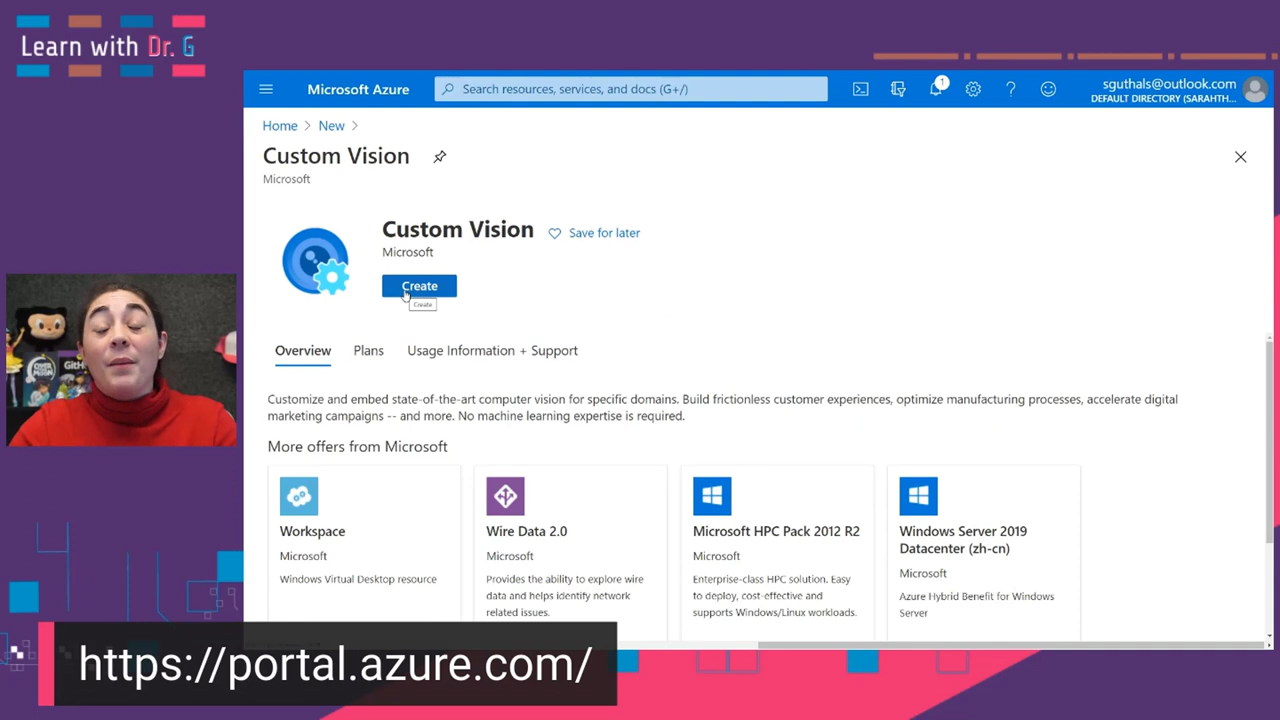 Learn with Dr. G
Microsoft Azure
Search resources, services, and docs (G+/)
1
sguthals@outlook.com
DEFAULT DIRECTORY (SARAHTH...
Home > New >
Custom Vision
Microsoft
Custom Vision
Save for later
Microsoft
Create
Create
Overview
Plans
Usage Information + Support
Customize and embed state-of-the-art computer vision for specific domains. Build frictionless customer experiences, optimize manufacturing processes, accelerate digital
marketing campaigns -- and more. No machine learning expertise is required.
More offers from Microsoft
Workspace
Microsoft
Windows Virtual Desktop resource
Wire Data 2.0
Microsoft
Provides the ability to explore wire
data and helps identify network
related issues.
Microsoft HPC Pack 2012 R2
Microsoft
Enterprise-class HPC solution. Easy
to deploy, cost-effective and
supports Windows/Linux workloads.
Windows Server 2019
Datacenter (zh-cn)
Microsoft
Azure Hybrid Benefit for Windows
Server
OVER
MOON
GitH
https://portal.azure.com/